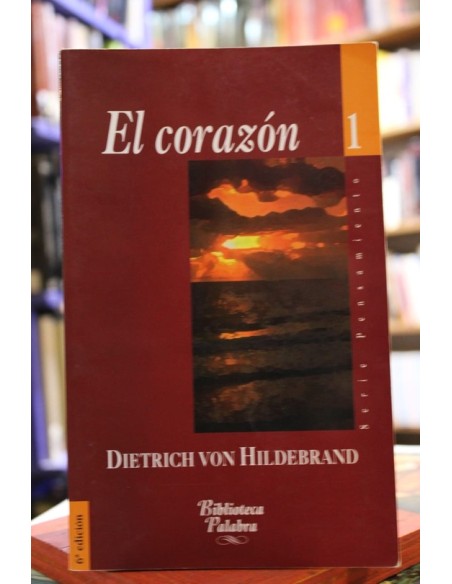 El corazón
1
Serie Pensamiento
DIETRICH VON HILDEBRAND
Biblioteca
Palabra
6ª edición